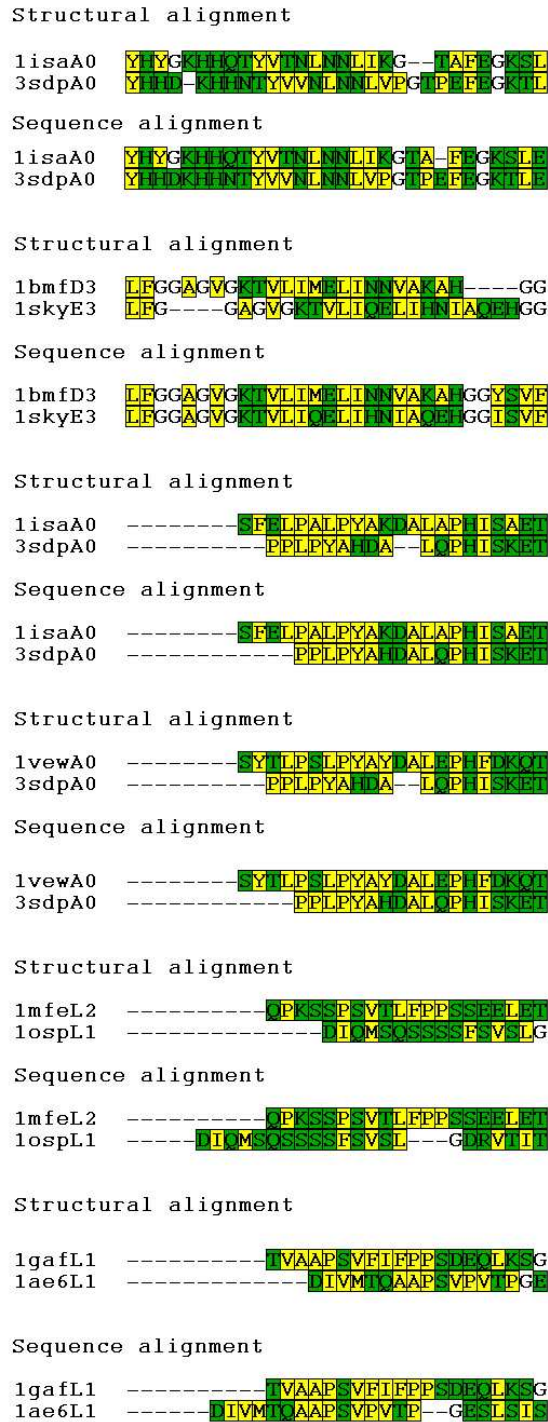 Structural alignment
1isaA0 YHYGKHHQTYVTNLNNLIKG--TAFEGKSL
3sdpA0 YHHD-KHHNTYVVNLNNLVPGTPEFEGKTL
Sequence alignment
1isaA0 YHYGKHHQTYVTNLNNLIKGTA-FEGKSLE
3sdpA0 YHHDKHHNTYVVNLNNLVPGTPEFEGKTLE
Structural alignment
1bmfD3 LFGGAGVGKTVLIMELINNVAKAH----GG
1skyE3 LFG----GAGVGKTVLIQELIHNIAQEHGG
Sequence alignment
1bmfD3 LFGGAGVGKTVLIMELINNVAKAHGGYSVF
1skyE3 LFGGAGVGKTVLIQELIHNIAQEHGGISVF
Structural alignment
1isaA0 --------SFELPALPYAKDALAPHISAET
3sdpA0 ----------PPLPYAHDA--LQPHISKET
Sequence alignment
1isaA0 --------SFELPALPYAKDALAPHISAET
3sdpA0 ------------PPLPYAHDALQPHISKET
Structural alignment
1vewA0 --------SYTLPSLPYAYDALEPHFDKQT
3sdpA0 ----------PPLPYAHDA--LQPHISKET
Sequence alignment
1vewA0 --------SYTLPSLPYAYDALEPHFDKQT
3sdpA0 ------------PPLPYAHDALQPHISKET
Structural alignment
1mfeL2 ----------QPKSSPSVTLFPPSSEELET
1ospL1 --------------DIQMSQSSSSFSVSLG
Sequence alignment
1mfeL2 ----------QPKSSPSVTLFPPSSEELET
1ospL1 -----DIQMSQSSSSFSVSL---GDRVTIT
Structural alignment
1gafL1 ----------TVAAPSVFIFPPSDEQLKSG
1ae6L1 -------------DIVMTQAAPSVPVTPGE
Sequence alignment
1gafL1 ----------TVAAPSVFIFPPSDEQLKSG
1ae6L1 ------DIVMTQAAPSVPVTP--GESLSIS